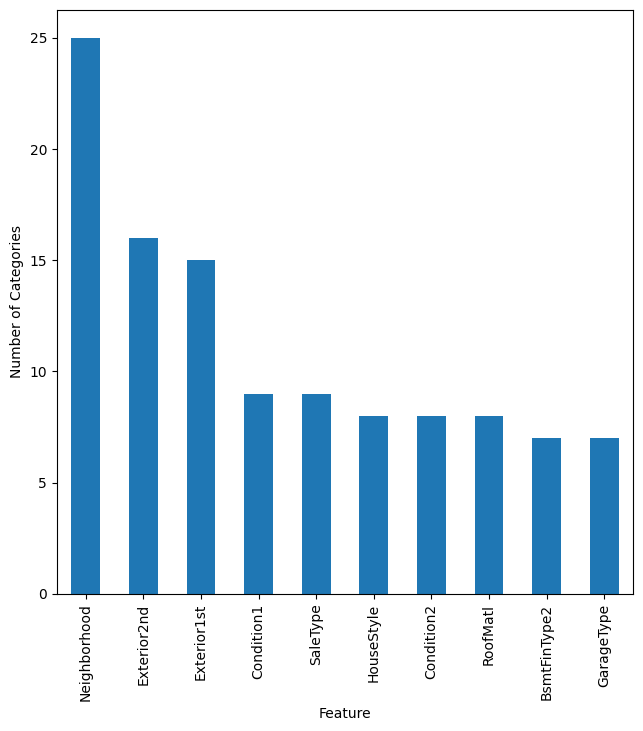 25
20
15
10
5
0
Number of Categories
Neighborhood
Exterior2nd
Exterior1st
Condition1
SaleType
HouseStyle
Condition2
RoofMatl
BsmtFinType2
GarageType
Feature